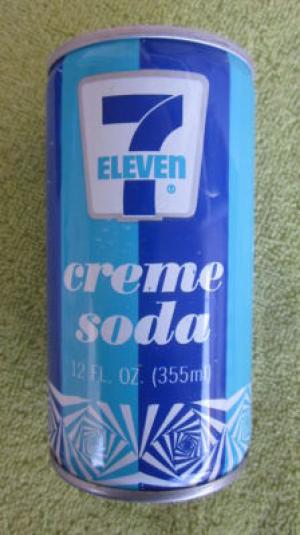 7
ELEVEn
®
creme
soda
12 FL. OZ. (355ml)